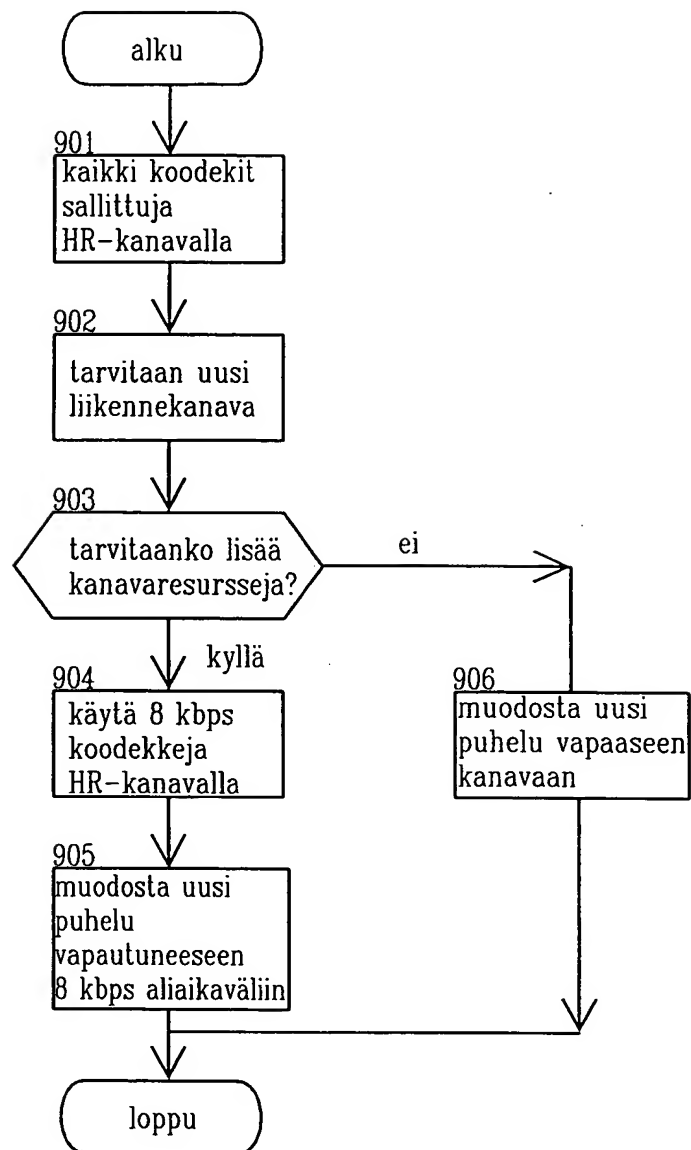 alku
901
kaikki koodekit
sallittuja
HR-kanavalla
902
tarvitaan uusi
liikennekanava
903
tarvitaanko lisää
kanavaresursseja?
ei
kyllä
904
käytä 8 kbps
koodekkeja
HR-kanavalla
906
muodosta uusi
puhelu vapaaseen
kanavaan
905
muodosta uusi
puhelu
vapautuneeseen
8 kbps aliaikaväliin
loppu